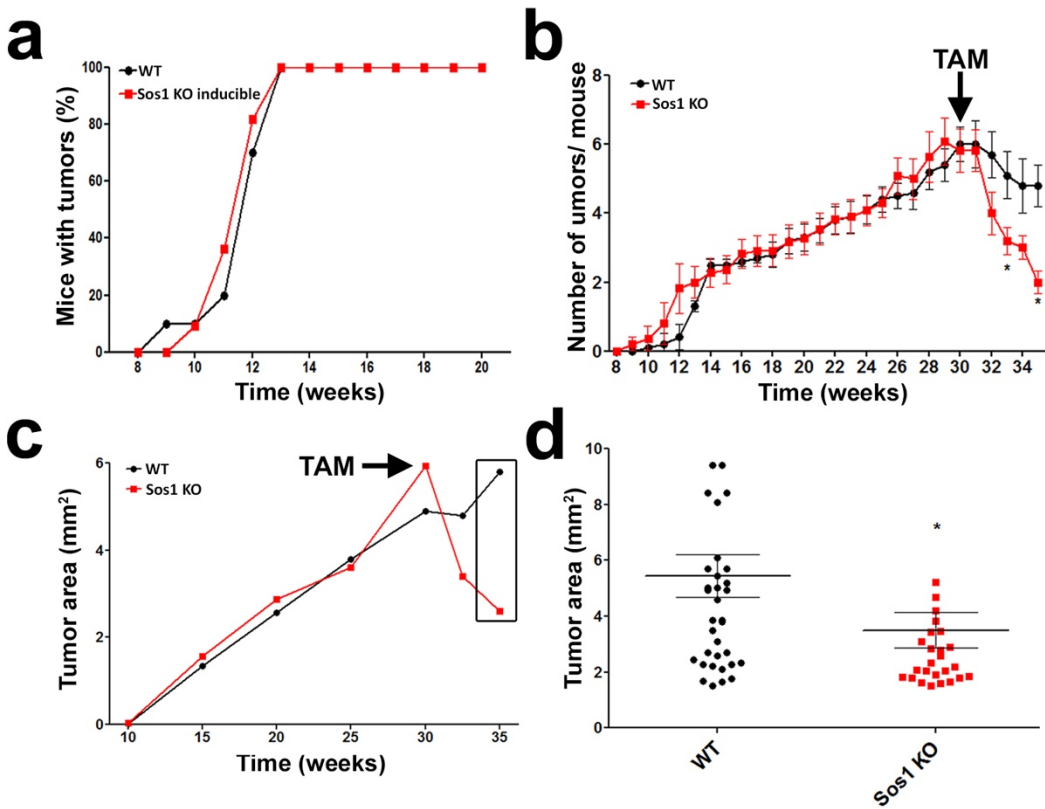 a
WT
Sos1 KO inducible
Mice with tumors (%)
100
80
60
40
20
0
8 10 12 14 16 18 20
Time (weeks)
b
TAM
WT
Sos1 KO
Number of umors/ mouse
8
6
4
2
0
*
*
8 10 12 14 16 18 20 22 24 26 28 30 32 34
Time (weeks)
c
WT
Sos1 KO
TAM
Tumor area (mm²)
6
4
2
0
10 15 20 25 30 35
Time (weeks)
d
Tumor area (mm²)
10
8
6
4
2
0
*
WT
Sos1 KO